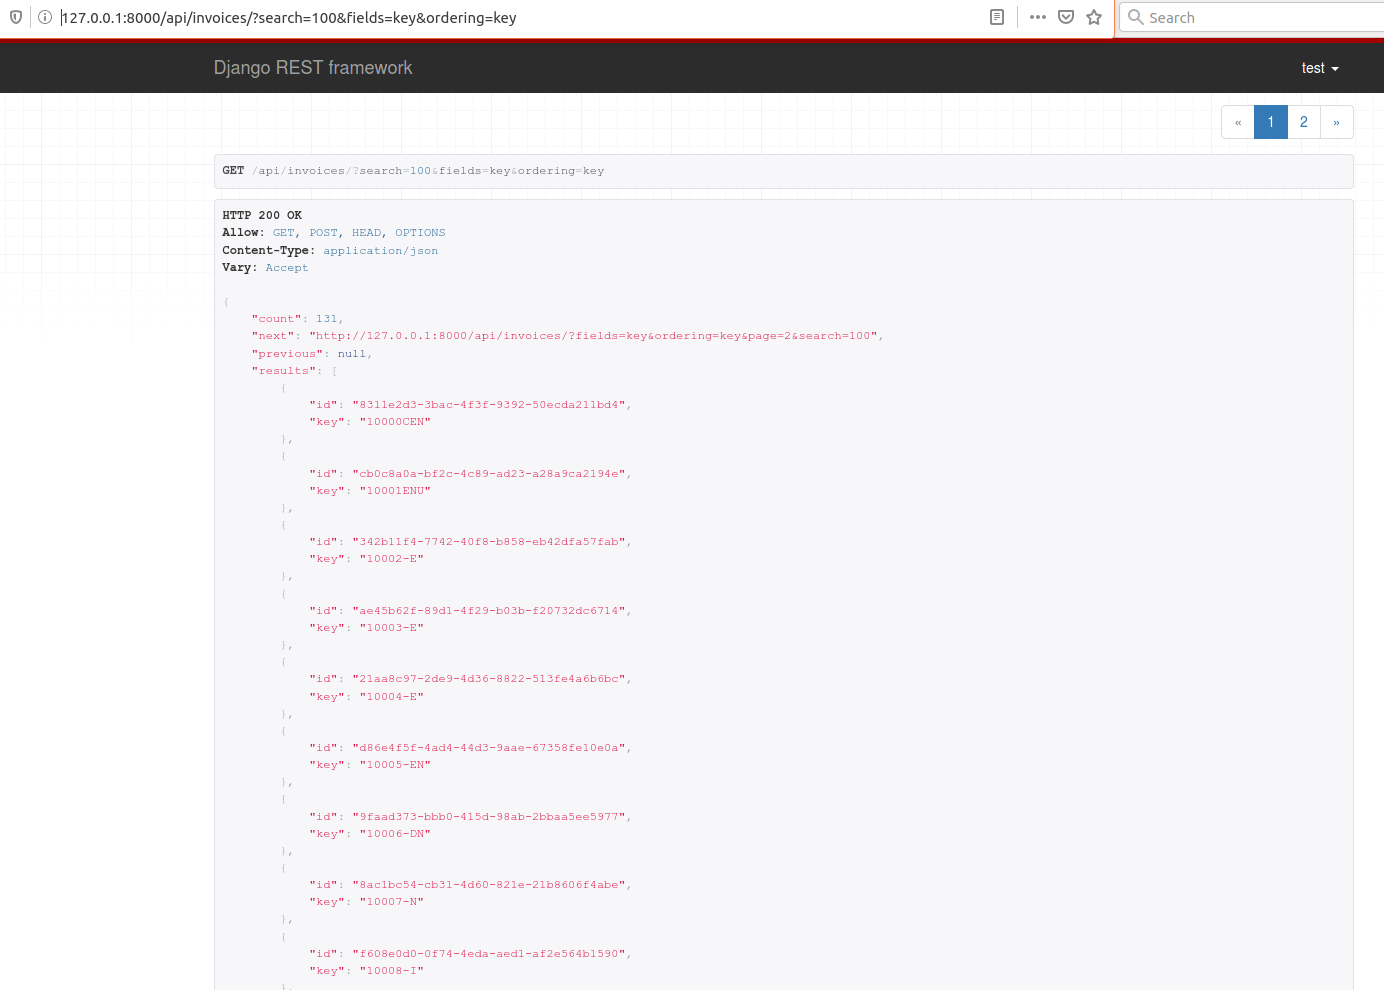 127.0.0.1:8000/api/invoices/?search=100&fields=key&ordering=key
Search
Django REST framework
test
« 1 2 »
GET /api/invoices/?search=100&fields=key&ordering=key
HTTP 200 OK
Allow: GET, POST, HEAD, OPTIONS
Content-Type: application/json
Vary: Accept
{
"count": 131,
"next": "http://127.0.0.1:8000/api/invoices/?fields=key&ordering=key&page=2&search=100",
"previous": null,
"results": [
{
"id": "8311e2d3-3bac-4f3f-9392-50ecda211bd4",
"key": "10000CEN"
},
{
"id": "cb0c8a0a-bf2c-4c89-ad23-a28a9ca2194e",
"key": "10001ENU"
},
{
"id": "342b11f4-7742-40f8-b858-eb42dfa57fab",
"key": "10002-E"
},
{
"id": "ae45b62f-89d1-4f29-b03b-f20732dc6714",
"key": "10003-E"
},
{
"id": "21aa8c97-2de9-4d36-8822-513fe4a6b6bc",
"key": "10004-E"
},
{
"id": "d86e4f5f-4ad4-44d3-9aae-67358fe10e0a",
"key": "10005-EN"
},
{
"id": "9faad373-bbb0-415d-98ab-2bbaa5ee5977",
"key": "10006-DN"
},
{
"id": "8ac1bc54-cb31-4d60-821e-21b8606f4abe",
"key": "10007-N"
},
{
"id": "f608e0d0-0f74-4eda-aed1-af2e564b1590",
"key": "10008-I"
},